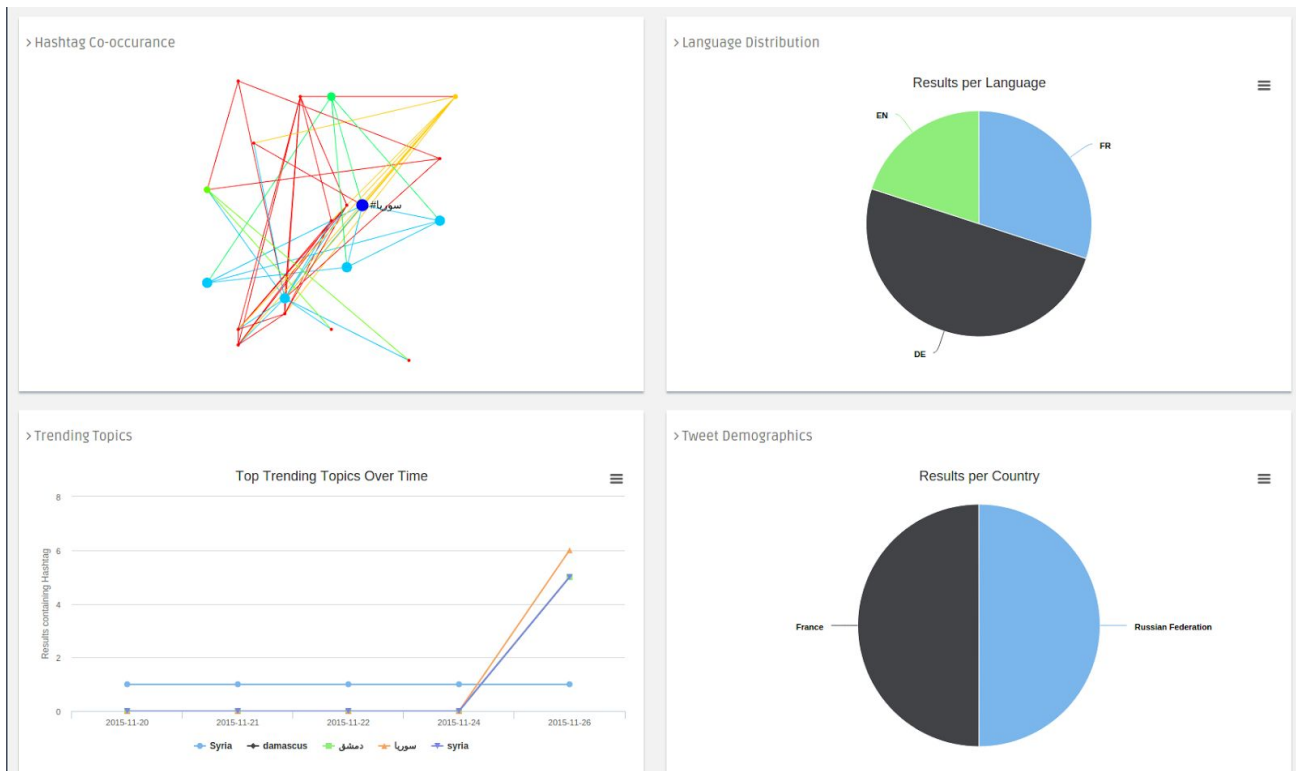 > Hashtag Co-occurance
#سوريا
> Language Distribution
Results per Language
EN
FR
DE
> Trending Topics
Top Trending Topics Over Time
Results containing Hashtag
8
6
4
2
0
2015-11-20 2015-11-21 2015-11-22 2015-11-24 2015-11-26
Syria damascus دمشق سوريا syria
> Tweet Demographics
Results per Country
France
Russian Federation